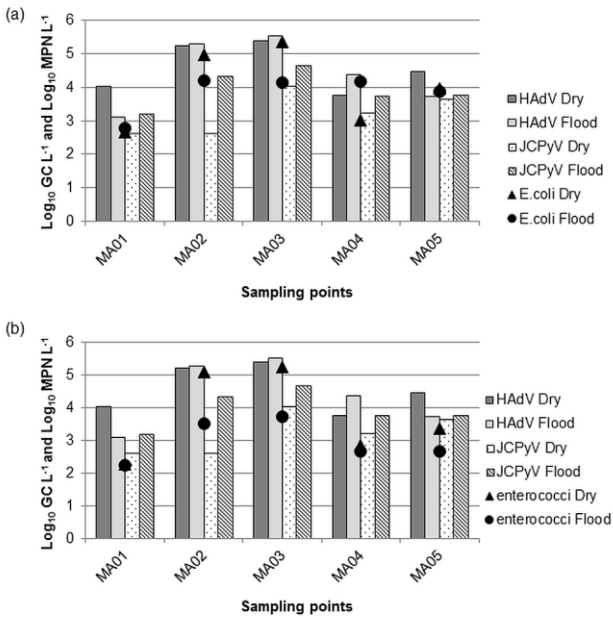 (a)
Log10 GC L-1 and Log10 MPN L-1
6
5
4
3
2
1
0
MA01
MA02
MA03
MA04
MA05
Sampling points
HAdV Dry
HAdV Flood
JCPyV Dry
JCPyV Flood
E.coli Dry
E.coli Flood
(b)
Log10 GC L-1 and Log10 MPN L-1
6
5
4
3
2
1
0
MA01
MA02
MA03
MA04
MA05
Sampling points
HAdV Dry
HAdV Flood
JCPyV Dry
JCPyV Flood
enterococci Dry
enterococci Flood